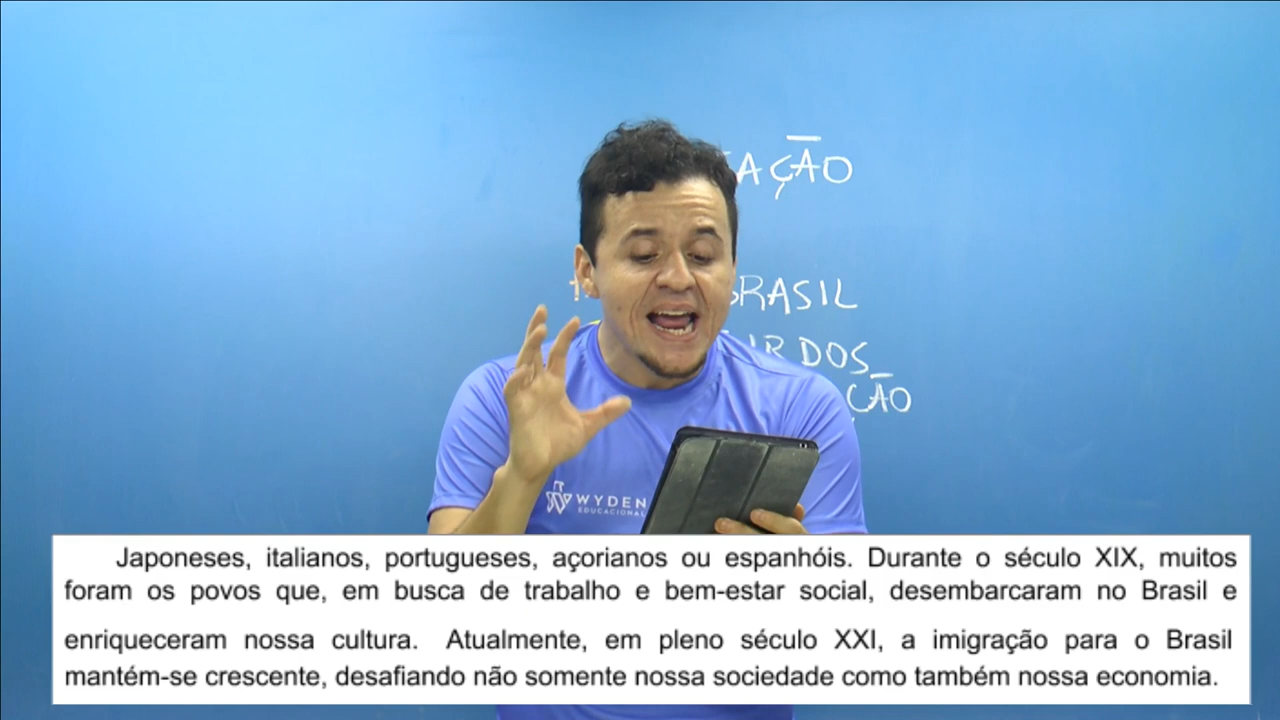 AÇÃO
BRASIL
IR DOS
ÇÃO
WYDEN
EDUCACIONAL
Japoneses, italianos, portugueses, açorianos ou espanhóis. Durante o século XIX, muitos
foram os povos que, em busca de trabalho e bem-estar social, desembarcaram no Brasil e
enriqueceram nossa cultura. Atualmente, em pleno século XXI, a imigração para o Brasil
mantém-se crescente, desafiando não somente nossa sociedade como também nossa economia.